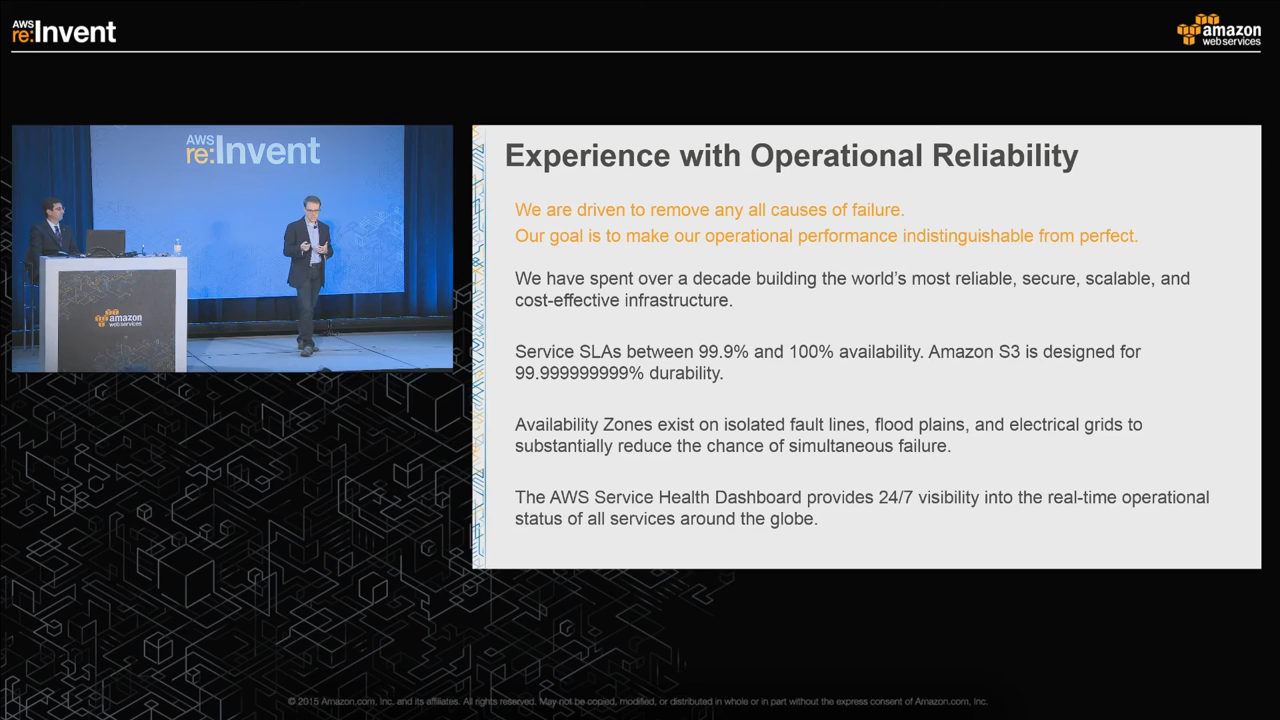 AWS
re:Invent
amazon
web services
AWS
re:Invent
amazon
web services
Experience with Operational Reliability
We are driven to remove any all causes of failure.
Our goal is to make our operational performance indistinguishable from perfect.
We have spent over a decade building the world's most reliable, secure, scalable, and
cost-effective infrastructure.
Service SLAs between 99.9% and 100% availability. Amazon S3 is designed for
99.999999999% durability.
Availability Zones exist on isolated fault lines, flood plains, and electrical grids to
substantially reduce the chance of simultaneous failure.
The AWS Service Health Dashboard provides 24/7 visibility into the real-time operational
status of all services around the globe.
© 2015 Amazon.com, Inc. and its affiliates. All rights reserved. May not be copied, modified, or distributed in whole or in part without the express consent of Amazon.com, Inc.